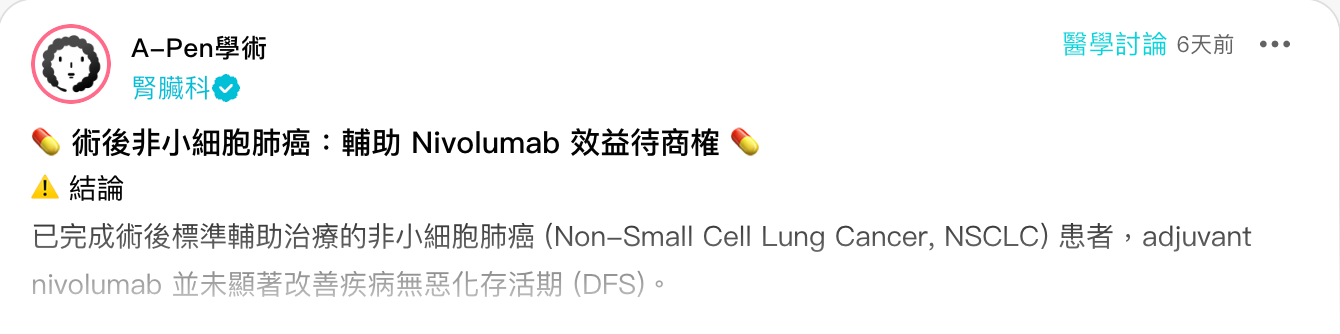 A-Pen學術
醫學討論 6天前
腎臟科
術後非小細胞肺癌：輔助 Nivolumab 效益待商榷
結論
已完成術後標準輔助治療的非小細胞肺癌 (Non-Small Cell Lung Cancer, NSCLC) 患者，adjuvant
nivolumab 並未顯著改善疾病無惡化存活期 (DFS)。